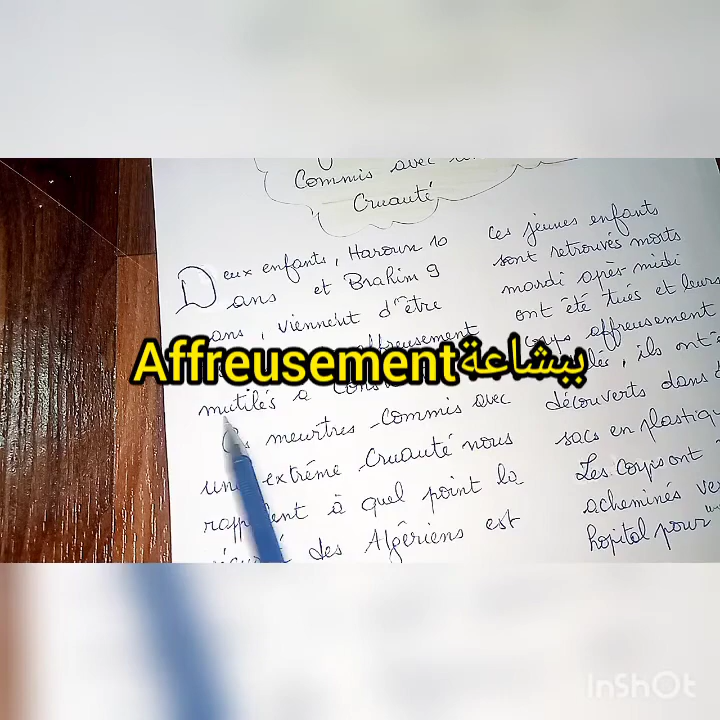 Commis avec
Cruauté
Deux enfants, Haroun 10
ans et Brahim 9
ans, viennent d'être
affreusement
mutilés à
meurtres commis avec
une extrême cruauté nous
rappellent à quel point la
des Algériens est
ces jeunes enfants
sont retrouvés morts
mardi après midi
ont été tués et leurs
corps affreusement
, ils ont
découverts dans
sacs en plastique
Les corps ont
acheminés
hopital pour
Affreusement ببشاعة
InShOt